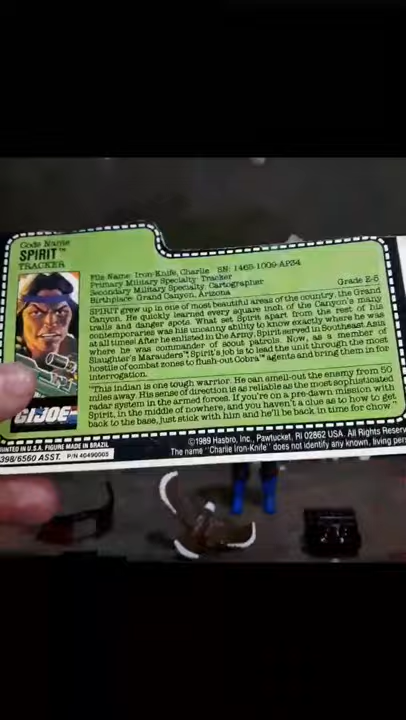 Code Name
SPIRIT™
TRACKER
File Name: Iron-Knife, Charlie SN: 1465-1009-AP24
Primary Military Specialty: Tracker
Secondary Military Specialty: Cartographer
Birthplace: Grand Canyon, Arizona Grade E-5
SPIRIT grew up in one of most beautiful areas of the country, the Grand
Canyon. He quickly learned every square inch of the Canyon's many
trails and danger spots. What set Spirit apart from the rest of his
contemporaries was his uncanny ability to know exactly where he was
at all times! After he enlisted in the Army, Spirit served in Southeast Asia
where he was commander of scout patrols. Now, as a member of
Slaughter's Marauders™, Spirit's job is to lead the unit through the most
hostile of combat zones to flush-out Cobra™ agents and bring them in for
interrogation.
"This Indian is one tough warrior. He can smell-out the enemy from 50
miles away. His sense of direction is as reliable as the most sophisticated
radar system in the armed forces. If you're on a pre-dawn mission with
Spirit, in the middle of nowhere, and you haven't a clue as to how to get
back to the base, just stick with him and he'll be back in time for chow."
G.I. JOE
©1989 Hasbro, Inc., Pawtucket, RI 02862 USA. All Rights Reserv
The name "Charlie Iron-Knife" does not identify any known, living pers
PRINTED IN U.S.A. FIGURE MADE IN BRAZIL
398/6560 ASST. P/N 40490003